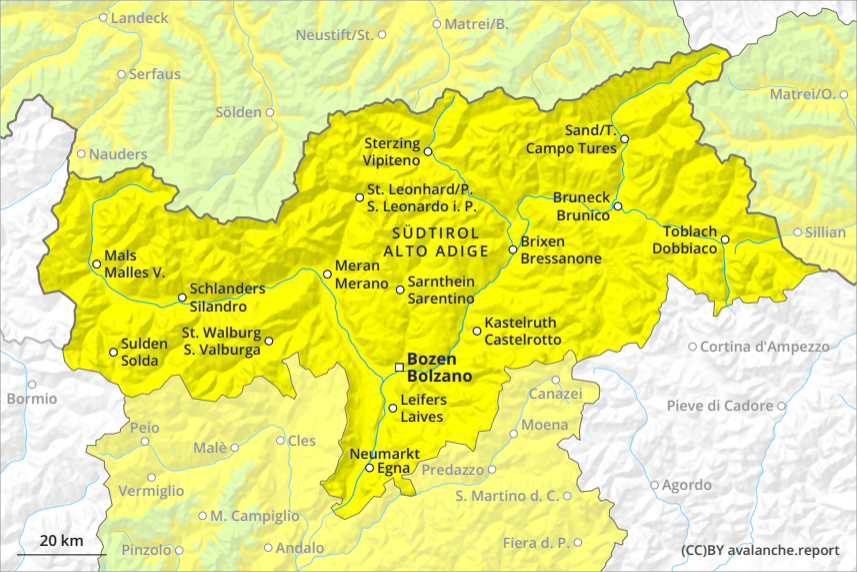 Landeck
Matrei/B.
Neustift/St.
Serfaus
Matrei/O.
Sölden
Sand/T.
Campo Tures
Sterzing
Vipiteno
Nauders
St. Leonhard/P.
S. Leonardo i. P.
Bruneck
Brunico
SÜDTIROL
ALTO ADIGE
Toblach
Dobbiaco
Sillian
Brixen
Bressanone
Mals
Malles V.
Meran
Merano
Sarnthein
Sarentino
Schlanders
Silandro
Kastelruth
Castelrotto
St. Walburg
S. Valburga
Sulden
Solda
Cortina d'Ampezzo
Bozen
Bolzano
Bormio
Canazei
Leifers
Laives
Pieve di Cadore
Peio
Moena
Cles
Malè
Neumarkt
Egna
Predazzo
Vermiglio
Agordo
S. Martino d. C.
M. Campiglio
20 km
Pinzolo
Andalo
Fiera d. P.
(CC)BY avalanche.report